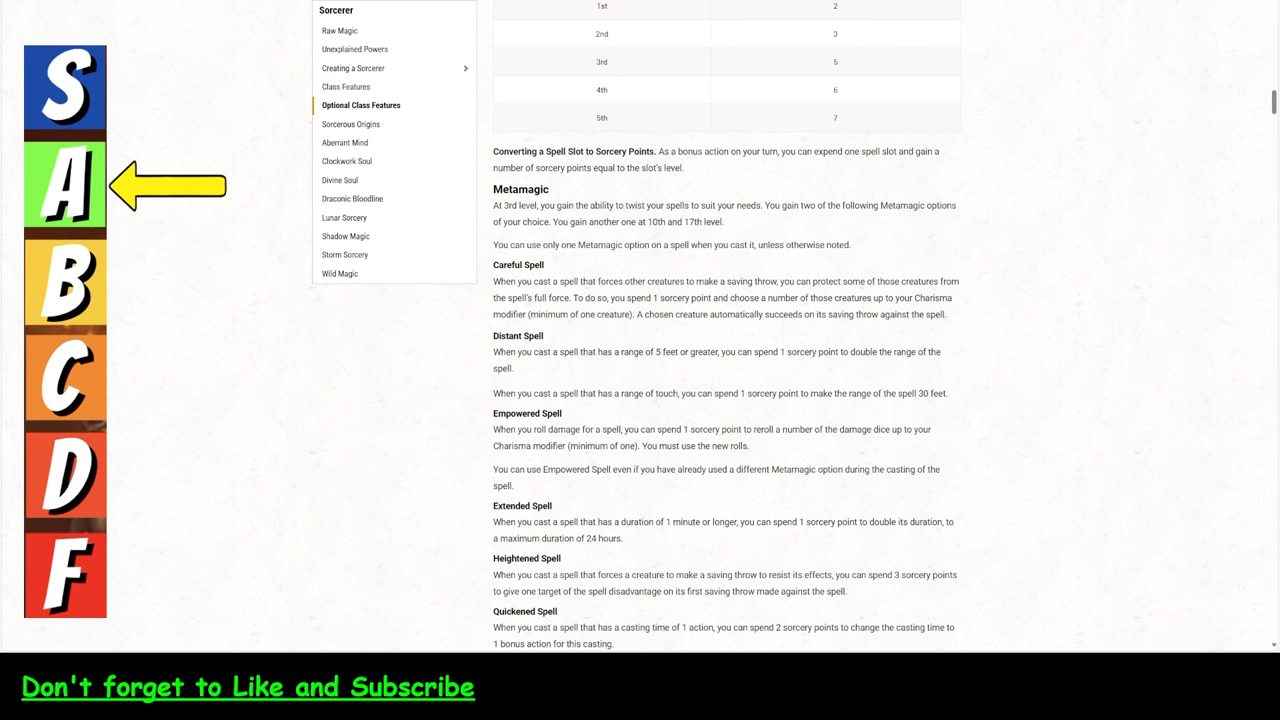 S
A
B
C
D
F
Sorcerer
Raw Magic
Unexplained Powers
Creating a Sorcerer
Class Features
Optional Class Features
Sorcerous Origins
Aberrant Mind
Clockwork Soul
Divine Soul
Draconic Bloodline
Lunar Sorcery
Shadow Magic
Storm Sorcery
Wild Magic
1st 2
2nd 3
3rd 5
4th 6
5th 7
Converting a Spell Slot to Sorcery Points. As a bonus action on your turn, you can expend one spell slot and gain a
number of sorcery points equal to the slot's level.
Metamagic
At 3rd level, you gain the ability to twist your spells to suit your needs. You gain two of the following Metamagic options
of your choice. You gain another one at 10th and 17th level.
You can use only one Metamagic option on a spell when you cast it, unless otherwise noted.
Careful Spell
When you cast a spell that forces other creatures to make a saving throw, you can protect some of those creatures from
the spell's full force. To do so, you spend 1 sorcery point and choose a number of those creatures up to your Charisma
modifier (minimum of one creature). A chosen creature automatically succeeds on its saving throw against the spell.
Distant Spell
When you cast a spell that has a range of 5 feet or greater, you can spend 1 sorcery point to double the range of the
spell.
When you cast a spell that has a range of touch, you can spend 1 sorcery point to make the range of the spell 30 feet.
Empowered Spell
When you roll damage for a spell, you can spend 1 sorcery point to reroll a number of the damage dice up to your
Charisma modifier (minimum of one). You must use the new rolls.
You can use Empowered Spell even if you have already used a different Metamagic option during the casting of the
spell.
Extended Spell
When you cast a spell that has a duration of 1 minute or longer, you can spend 1 sorcery point to double its duration, to
a maximum duration of 24 hours.
Heightened Spell
When you cast a spell that forces a creature to make a saving throw to resist its effects, you can spend 3 sorcery points
to give one target of the spell disadvantage on its first saving throw made against the spell.
Quickened Spell
When you cast a spell that has a casting time of 1 action, you can spend 2 sorcery points to change the casting time to
1 bonus action for this casting.
Don't forget to Like and Subscribe